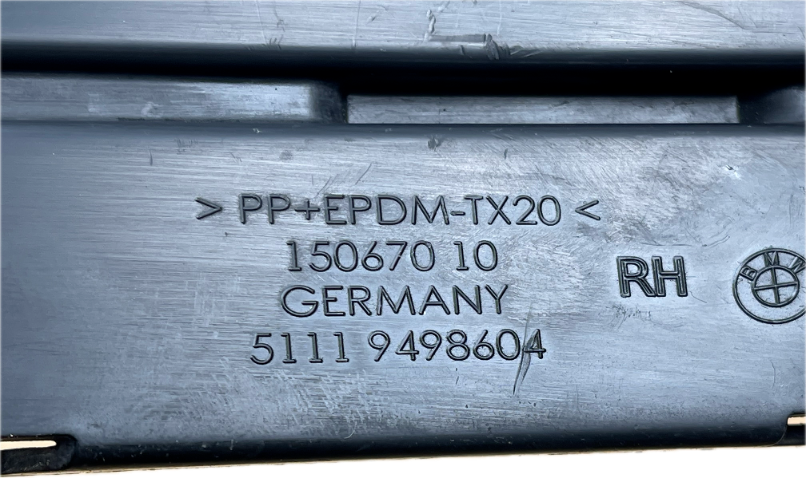 > PP+EPDM-TX20 <
150670 10
GERMANY
5111 9498604
RH
BMW